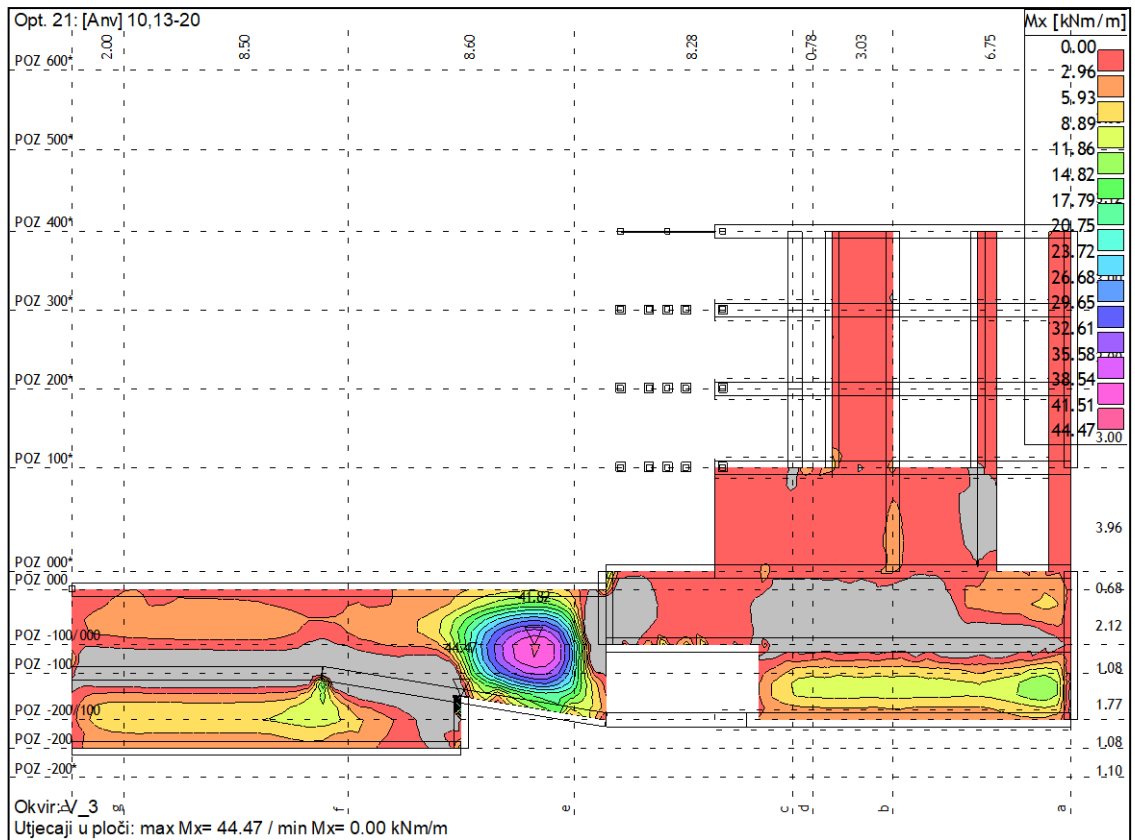 Opt. 21: [Anv] 10,13-20
Mx [kNm/m]
2.00
8.50
8.60
8.28
0.78
3.03
6.75
0.00
2.96
5.93
8.89
11.86
14.82
17.79
20.75
23.72
26.68
29.65
32.61
35.58
38.54
41.51
44.47
POZ 600*
POZ 500*
POZ 400*
POZ 300*
POZ 200*
POZ 100*
3.00
3.96
POZ 000*
POZ 000
0.68
41.82
POZ -100/000
44.47
2.12
POZ -100
1.08
POZ -200/100
1.77
POZ -200
1.08
POZ -200*
1.10
g
f
e
c
d
b
a
Okvir: V_3
Utjecaji u ploči: max Mx= 44.47 / min Mx= 0.00 kNm/m